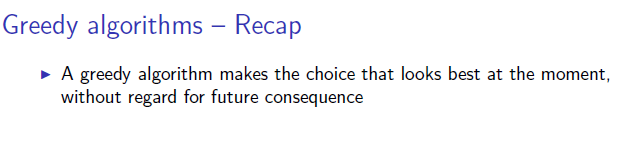 Greedy algorithms – Recap
▶ A greedy algorithm makes the choice that looks best at the moment,
without regard for future consequence